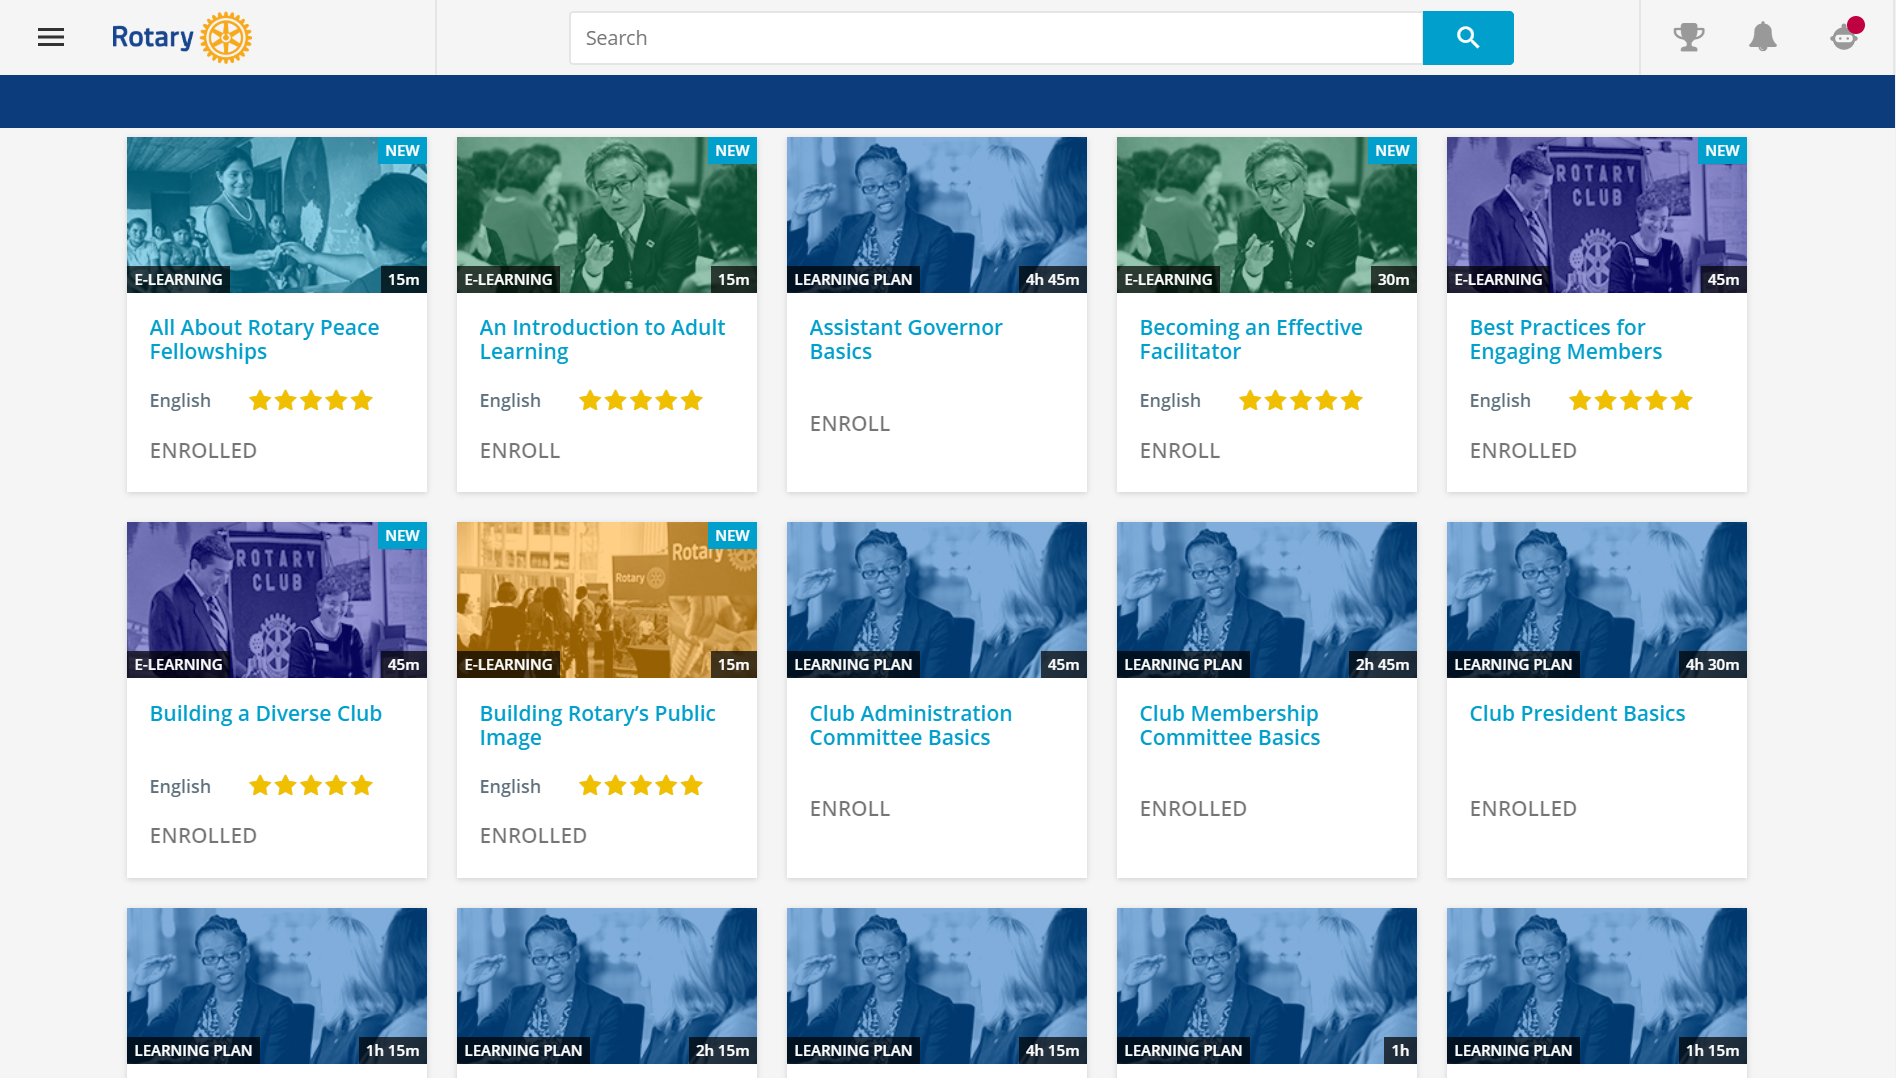 Rotary
Search
NEW
E-LEARNING
15m
All About Rotary Peace
Fellowships
English
ENROLLED
NEW
E-LEARNING
15m
An Introduction to Adult
Learning
English
ENROLL
LEARNING PLAN
4h 45m
Assistant Governor
Basics
ENROLL
NEW
E-LEARNING
30m
Becoming an Effective
Facilitator
English
ENROLL
NEW
ROTARY
CLUB
E-LEARNING
45m
Best Practices for
Engaging Members
English
ENROLLED
NEW
ROTARY
CLUB
E-LEARNING
45m
Building a Diverse Club
English
ENROLLED
NEW
Rotary
Rotary
E-LEARNING
15m
Building Rotary’s Public
Image
English
ENROLLED
LEARNING PLAN
45m
Club Administration
Committee Basics
ENROLL
LEARNING PLAN
2h 45m
Club Membership
Committee Basics
ENROLLED
LEARNING PLAN
4h 30m
Club President Basics
ENROLLED
LEARNING PLAN
1h 15m
LEARNING PLAN
2h 15m
LEARNING PLAN
4h 15m
LEARNING PLAN
1h
LEARNING PLAN
1h 15m